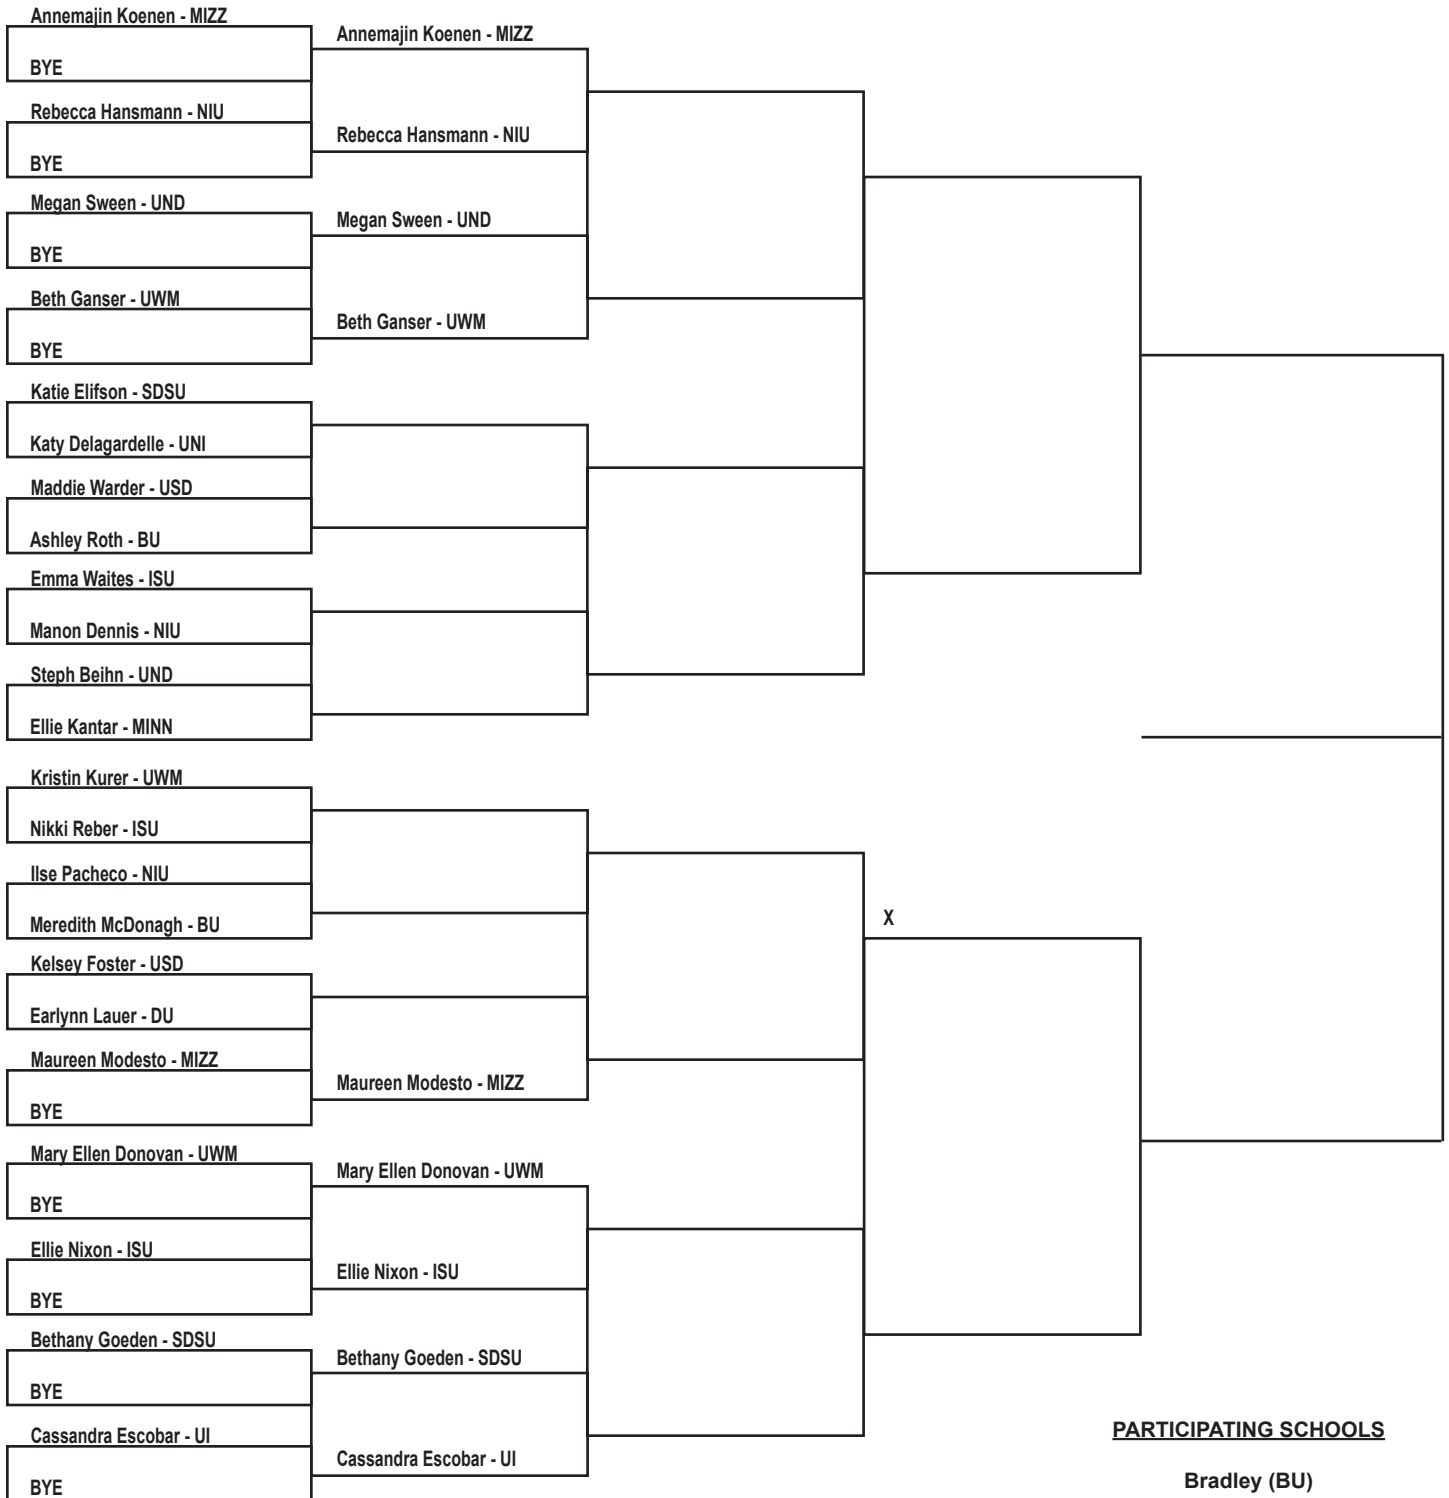 Annemajin Koenen - MIZZ
BYE
Rebecca Hansmann - NIU
BYE
Megan Sween - UND
BYE
Beth Ganser - UWM
BYE
Katie Elifson - SDSU
Katy Delagardelle - UNI
Maddie Warder - USD
Ashley Roth - BU
Emma Waites - ISU
Manon Dennis - NIU
Steph Beihn - UND
Ellie Kantar - MINN
Kristin Kurer - UWM
Nikki Reber - ISU
Ilse Pacheco - NIU
Meredith McDonagh - BU
Kelsey Foster - USD
Earlynn Lauer - DU
Maureen Modesto - MIZZ
BYE
Mary Ellen Donovan - UWM
BYE
Ellie Nixon - ISU
BYE
Bethany Goeden - SDSU
BYE
Cassandra Escobar - UI
BYE
Annemajin Koenen - MIZZ
Rebecca Hansmann - NIU
Megan Sween - UND
Beth Ganser - UWM
Maureen Modesto - MIZZ
Mary Ellen Donovan - UWM
Ellie Nixon - ISU
Bethany Goeden - SDSU
Cassandra Escobar - UI
X
PARTICIPATING SCHOOLS
Bradley (BU)